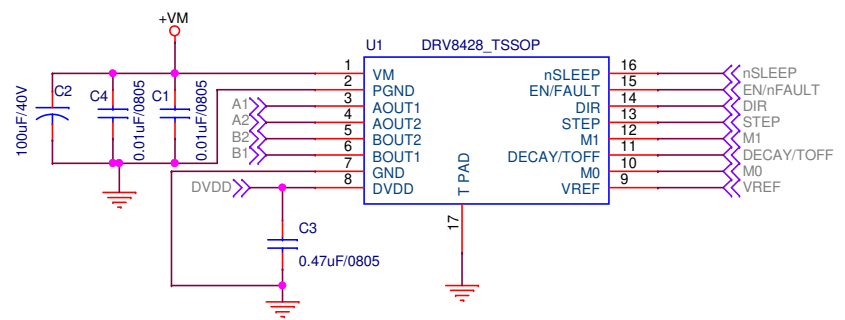 +VM
U1 DRV8428_TSSOP
C2
100uF/40V
C4
0.01uF/0805
C1
0.01uF/0805
1 VM
2 PGND
A1 3 AOUT1
A2 4 AOUT2
B2 5 BOUT2
B1 6 BOUT1
7 GND
DVDD 8 DVDD
nSLEEP 16 nSLEEP
EN/FAULT 15 EN/nFAULT
DIR 14 DIR
STEP 13 STEP
M1 12 M1
DECAY/TOFF 11 DECAY/TOFF
M0 10 M0
VREF 9 VREF
T PAD
17
C3
0.47uF/0805